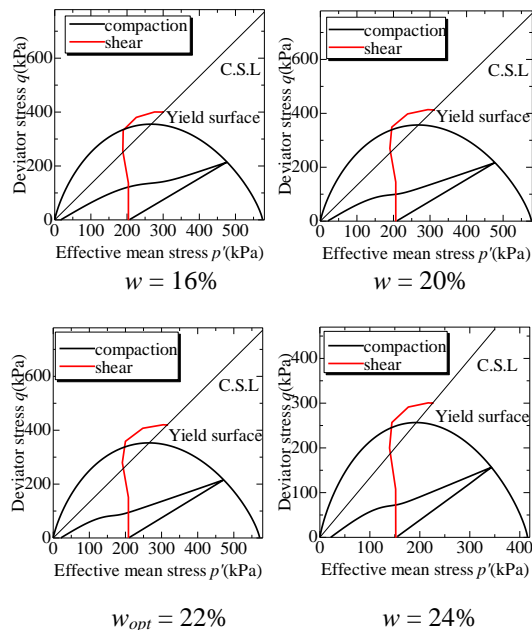 compaction
shear
C.S.L
Yield surface
Deviator stress q(kPa)
600
400
200
0
0 100 200 300 400 500
Effective mean stress p'(kPa)
w = 16%
compaction
shear
C.S.L
Yield surface
Deviator stress q(kPa)
600
400
200
0
0 100 200 300 400 500
Effective mean stress p'(kPa)
w = 20%
compaction
shear
C.S.L
Yield surface
Deviator stress q(kPa)
600
400
200
0
0 100 200 300 400 500
Effective mean stress p'(kPa)
w_opt = 22%
compaction
shear
C.S.L
Yield surface
Deviator stress q(kPa)
400
300
200
100
0
0 100 200 300 400
Effective mean stress p'(kPa)
w = 24%